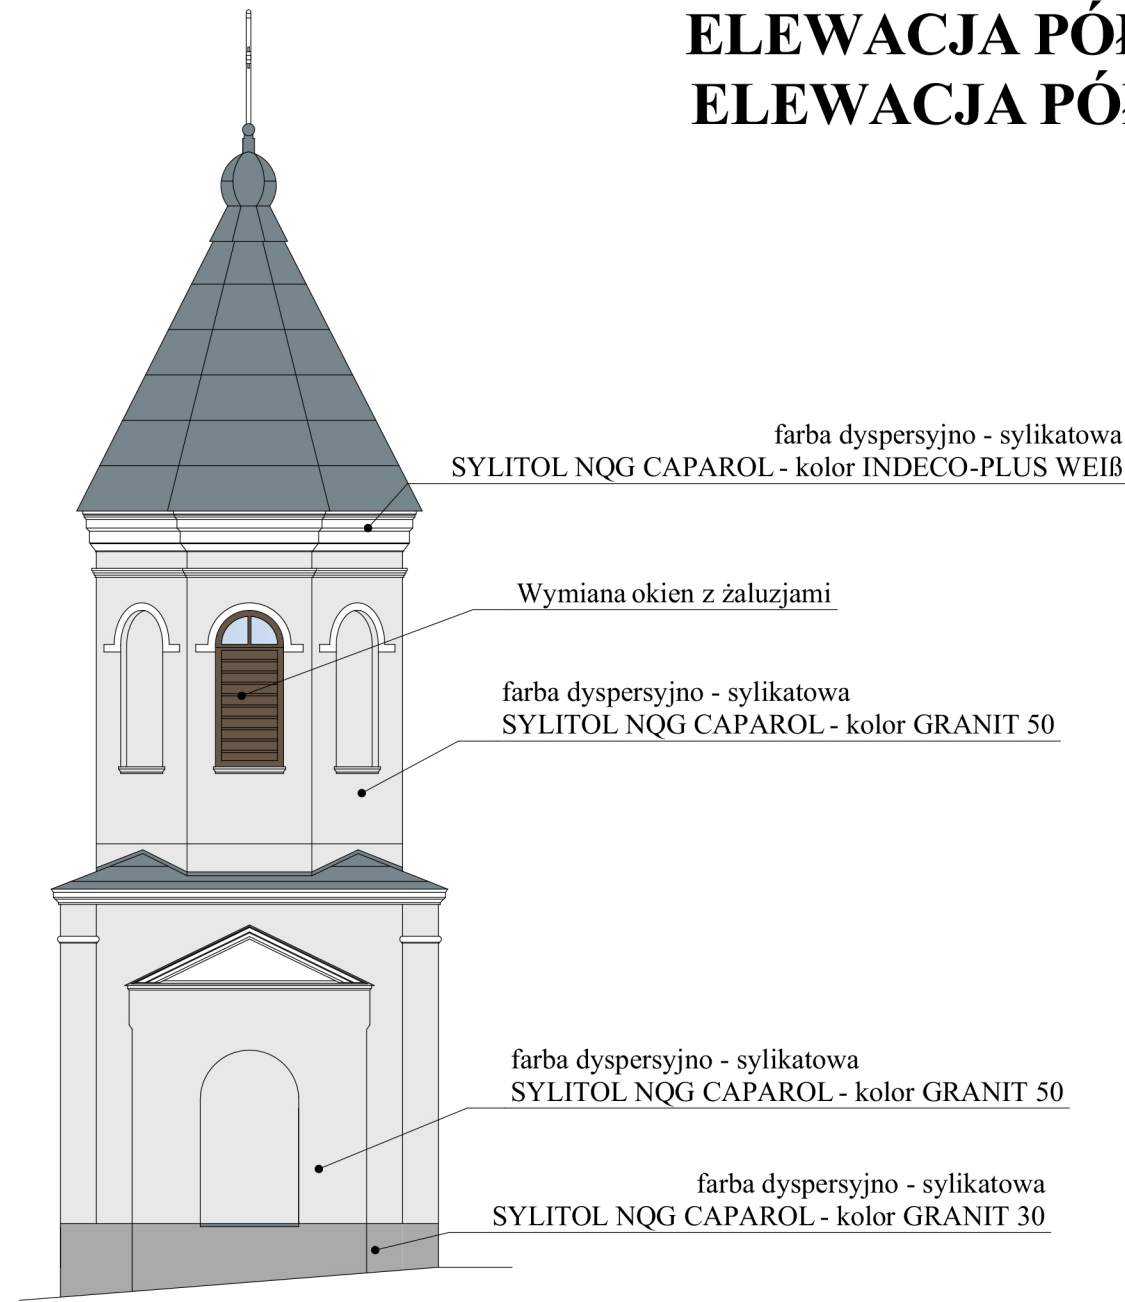 ELEWACJA
ELEWACJA
farba dyspersyjno - sylikatowa
SYLITOL NQG CAPAROL - kolor INDECO-PLUS WEIß
Wymiana okien z żaluzjami
farba dyspersyjno - sylikatowa
SYLITOL NQG CAPAROL - kolor GRANIT 50
farba dyspersyjno - sylikatowa
SYLITOL NQG CAPAROL - kolor GRANIT 50
farba dyspersyjno - sylikatowa
SYLITOL NQG CAPAROL - kolor GRANIT 30